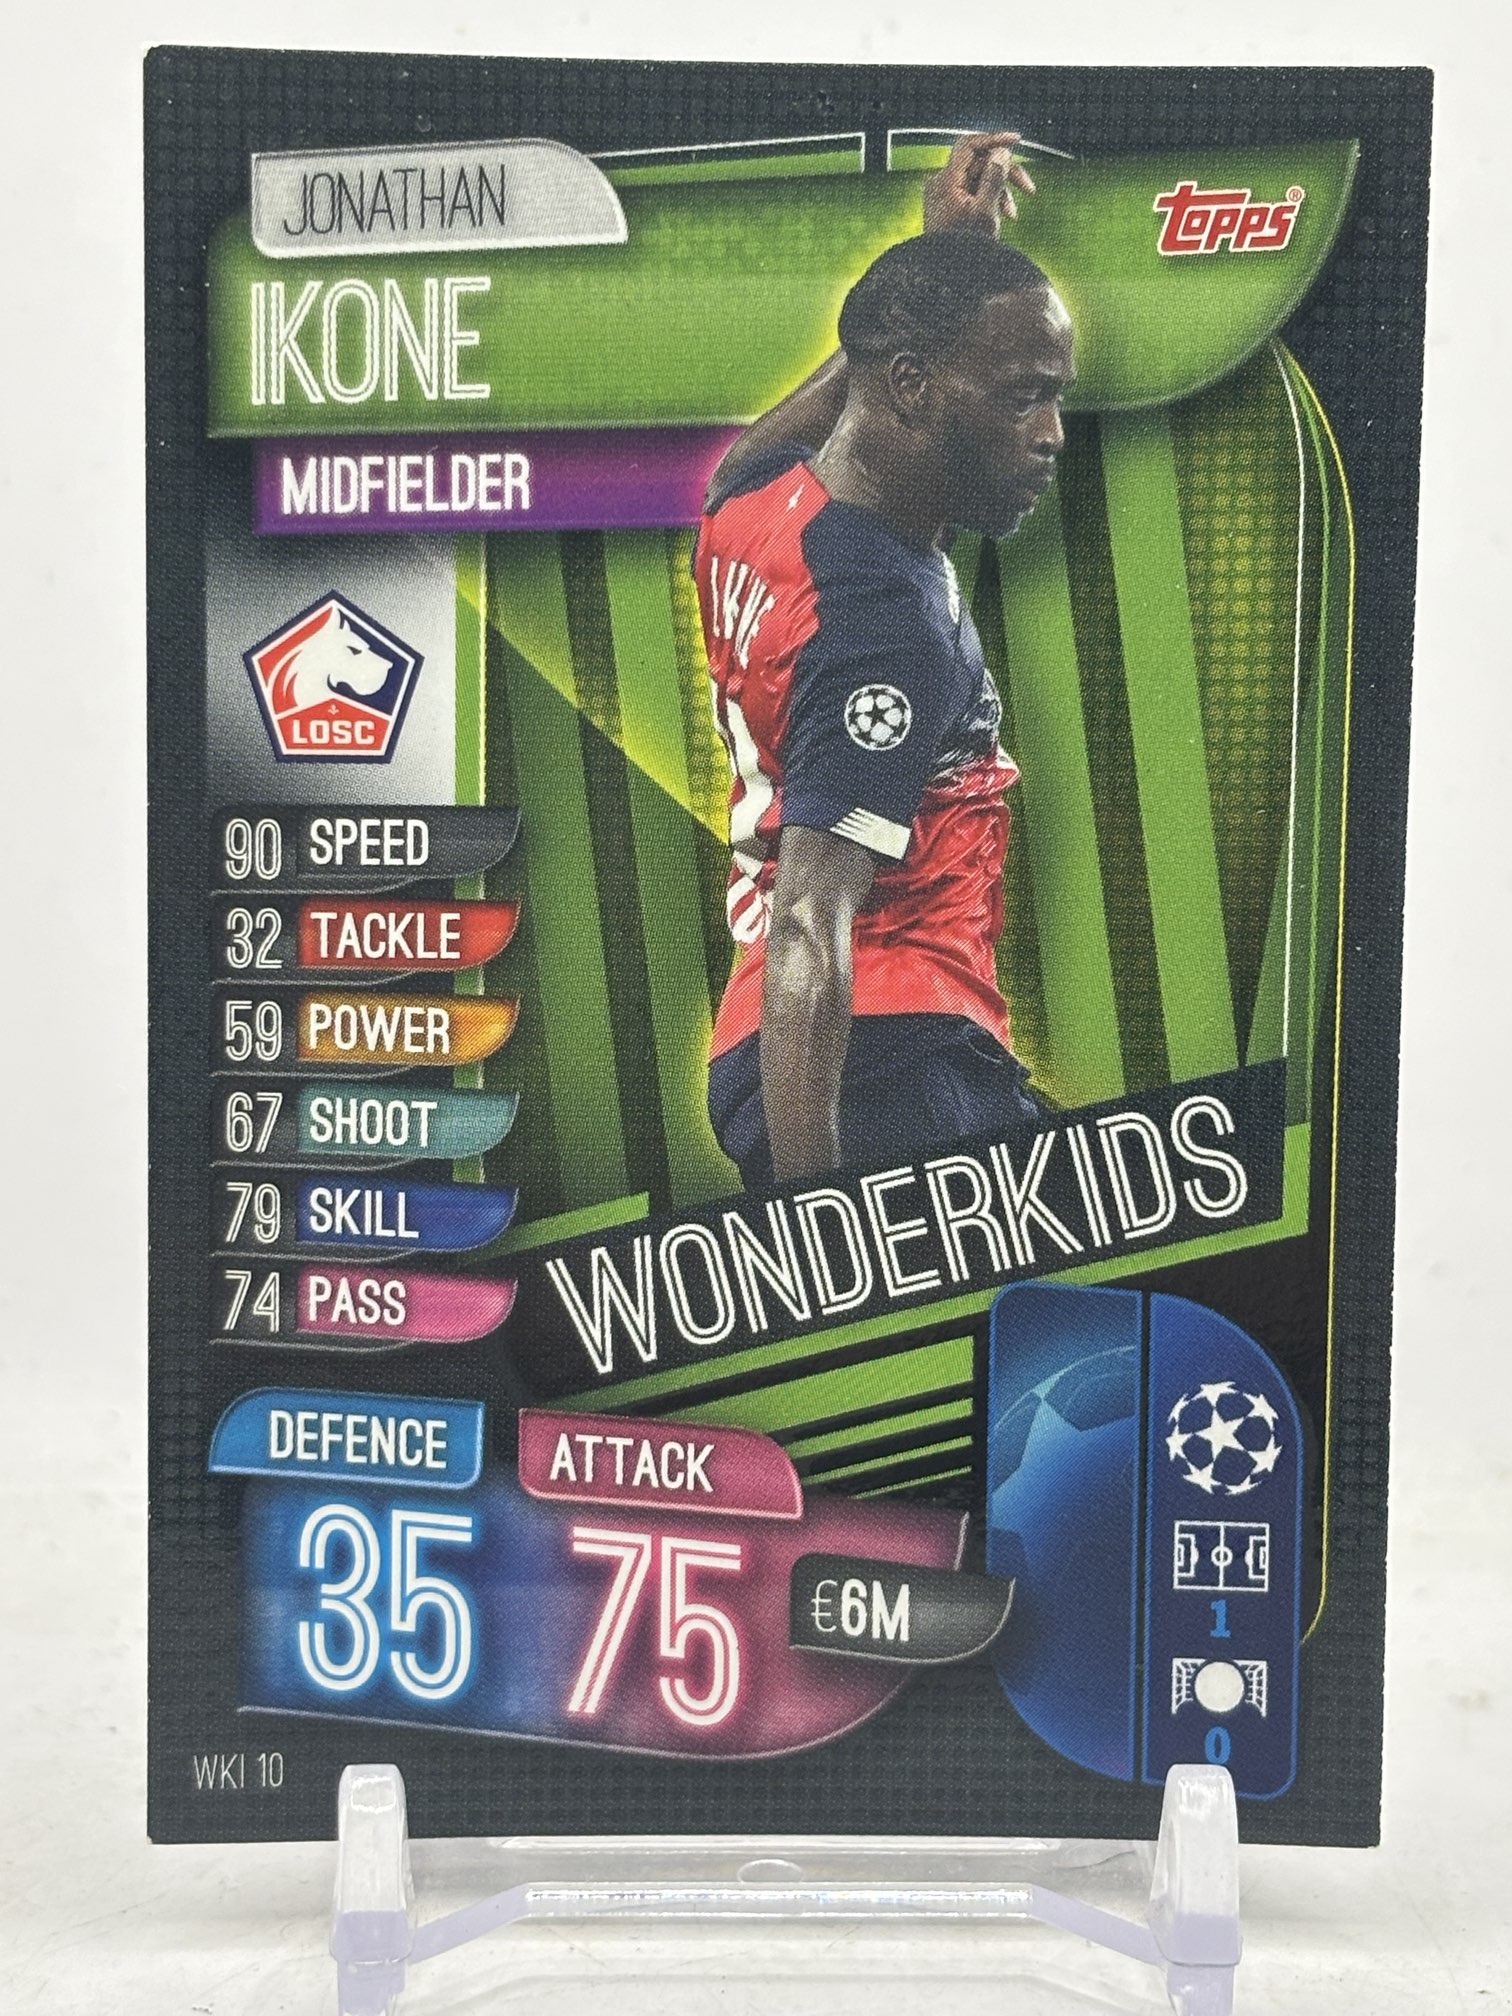 JONATHAN
IKONE
topps®
MIDFIELDER
LOSC
90 SPEED
32 TACKLE
59 POWER
67 SHOOT
79 SKILL
74 PASS
WONDERKIDS
DEFENCE
35
ATTACK
75
€6M
1
0
WKI 10